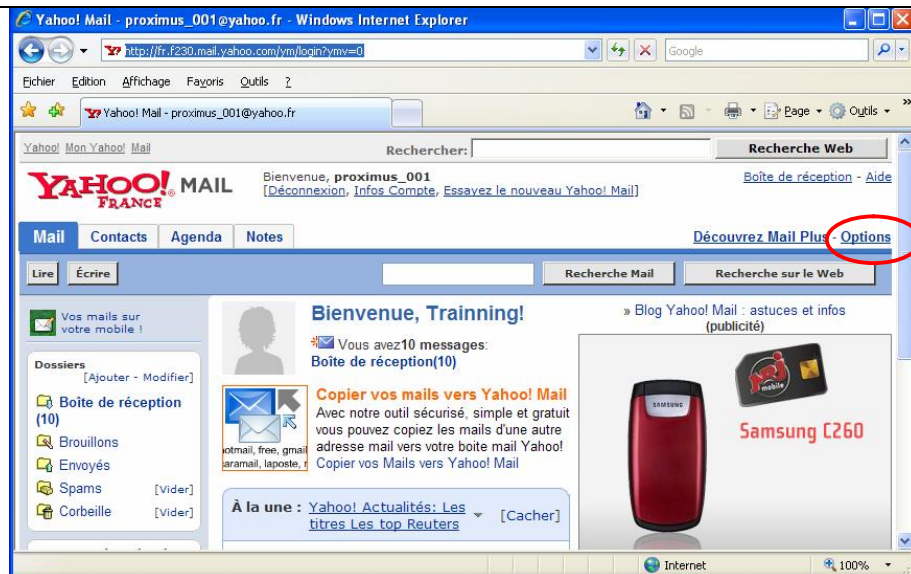 Yahoo! Mail - proximus_001@yahoo.fr - Windows Internet Explorer
http://fr.f230.mail.yahoo.com/ym/login?ymv=0
Google
Fichier Edition Affichage Favoris Outils ?
Yahoo! Mail - proximus_001@yahoo.fr
Page Outils »
Yahoo! Mon Yahoo! Mail
Rechercher: Recherche Web
YAHOO! MAIL
FRANCE
Bienvenue, proximus_001
[Déconnexion, Infos Compte, Essayez le nouveau Yahoo! Mail]
Boîte de réception - Aide
Mail Contacts Agenda Notes
Découvrez Mail Plus - Options
Lire Écrire Recherche Mail Recherche sur le Web
Vos mails sur
votre mobile !
Dossiers
[Ajouter - Modifier]
Boîte de réception
(10)
Brouillons
Envoyés
Spams [Vider]
Corbeille [Vider]
Bienvenue, Trainning!
Vous avez10 messages:
Boîte de réception(10)
Copier vos mails vers Yahoo! Mail
Avec notre outil sécurisé, simple et gratuit
vous pouvez copiez les mails d'une autre
adresse mail vers votre boite mail Yahoo!
Copier vos Mails vers Yahoo! Mail
otmail, free, gmail
aramail, laposte,
À la une : Yahoo! Actualités: Les
titres Les top Reuters
[Cacher]
» Blog Yahoo! Mail : astuces et infos
(publicité)
NRJ
mobile
SAMSUNG
Samsung C260
Internet 100%